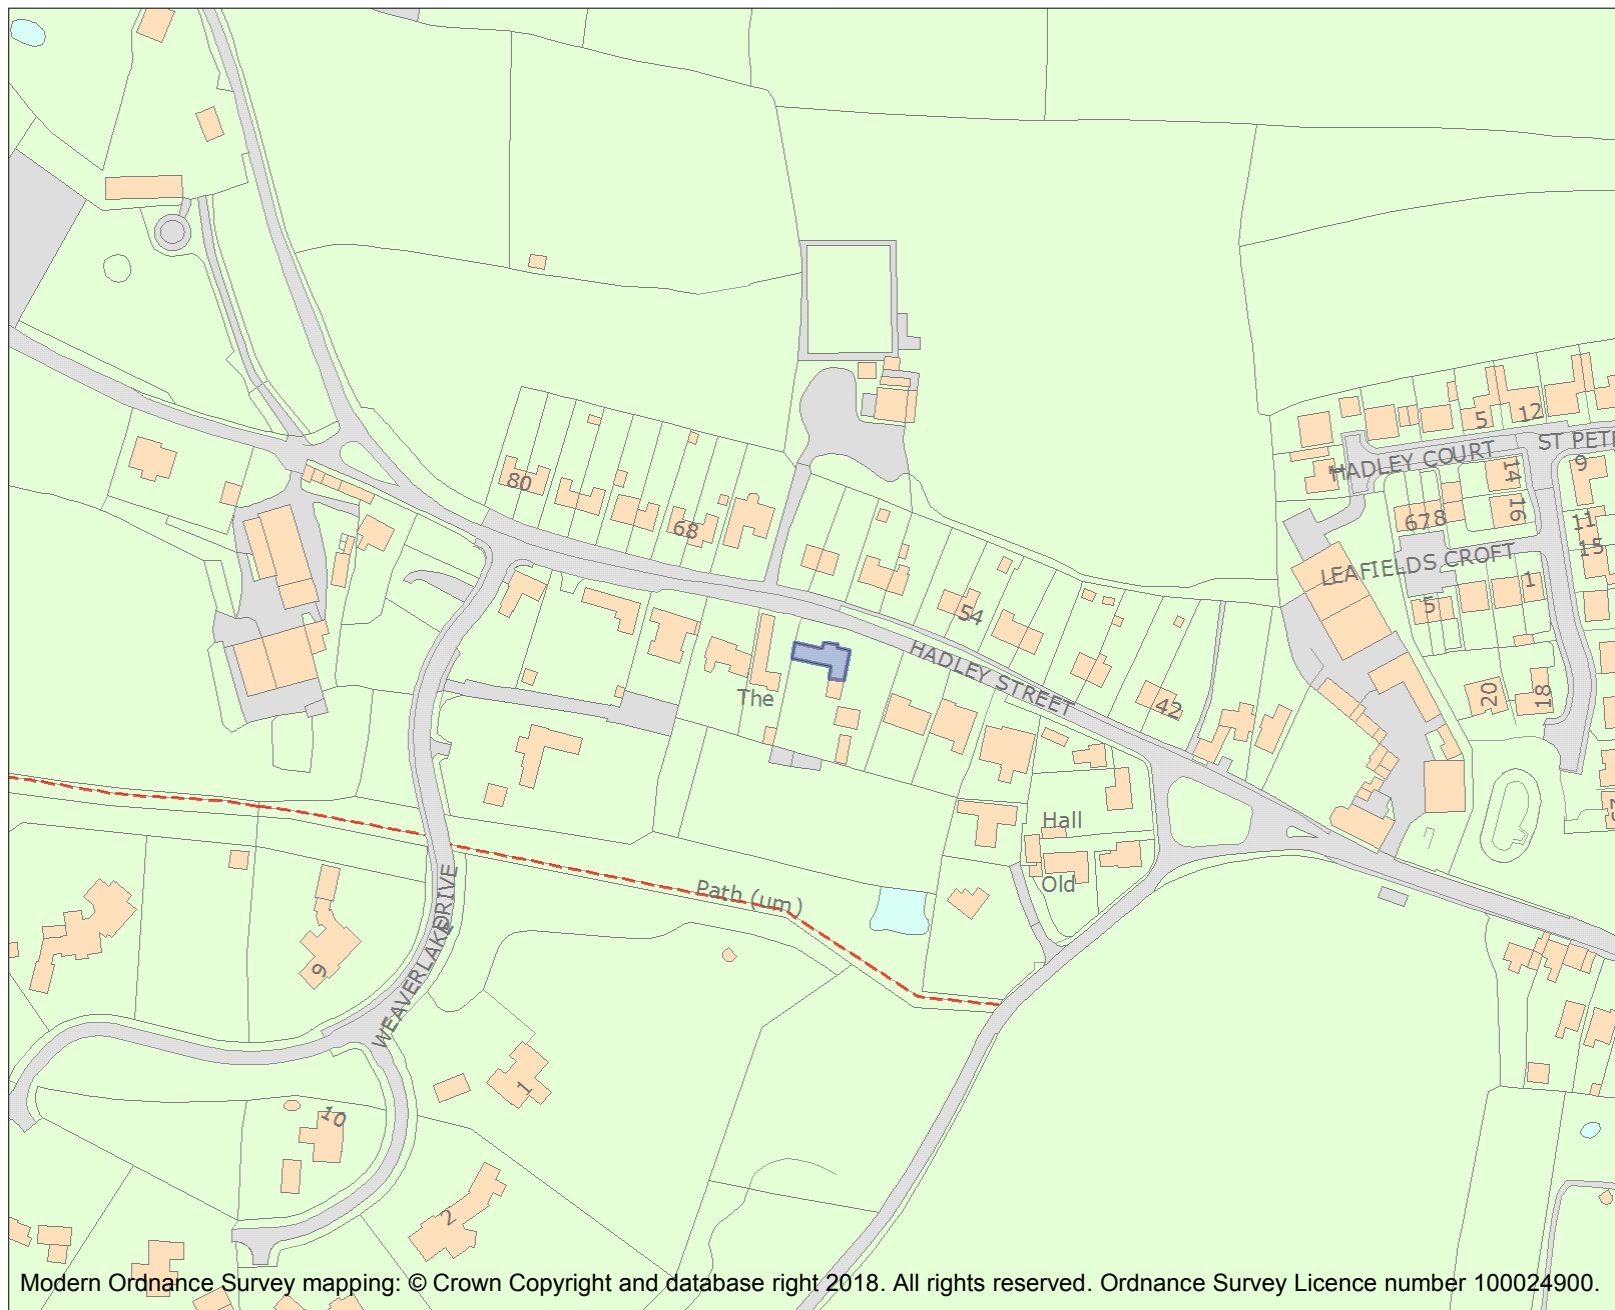 5
12
ST PETE
HADLEY COURT
9
14
80
16
678
11
68
15
LEAFIELDS CROFT
1
5
54
HADLEY STREET
The
42
20
18
Hall
Old
Path (um)
WEAVERLAKE DRIVE
9
1
10
2
Modern Ordnance Survey mapping: © Crown Copyright and database right 2018. All rights reserved. Ordnance Survey Licence number 100024900.